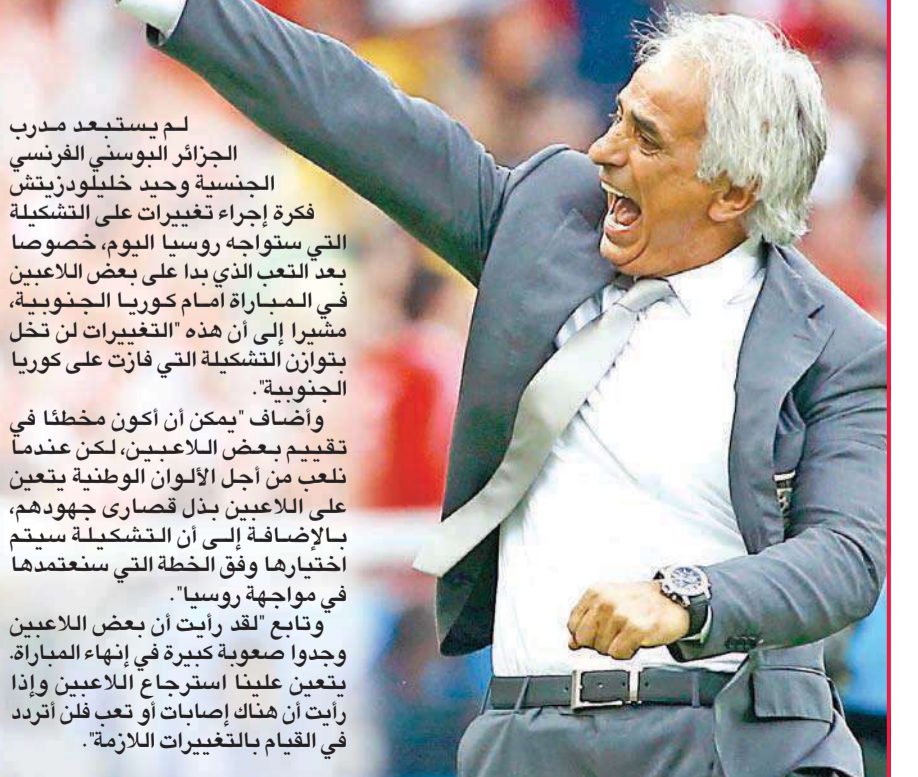 لم يستبعد مدرب
الجزائر البوسني الفرنسي
الجنسية وحيد خليلودزيتش
فكرة إجراء تغييرات على التشكيلة
التي ستواجه روسيا اليوم، خصوصا
بعد التعب الذي بدا على بعض اللاعبين
في المباراة امام كوريا الجنوبية،
مشيرا إلى أن هذه "التغييرات لن تخل
بتوازن التشكيلة التي فازت على كوريا
الجنوبية".
وأضاف "يمكن أن أكون مخطئا في
تقييم بعض اللاعبين، لكن عندما
نلعب من أجل الألوان الوطنية يتعين
على اللاعبين بذل قصارى جهودهم،
بالإضافة إلى أن التشكيلة سيتم
اختيارها وفق الخطة التي سنعتمدها
في مواجهة روسيا".
وتابع "لقد رأيت أن بعض اللاعبين
وجدوا صعوبة كبيرة في إنهاء المباراة.
يتعين علينا استرجاع اللاعبين وإذا
رأيت أن هناك إصابات أو تعب فلن أتردد
في القيام بالتغييرات اللازمة".